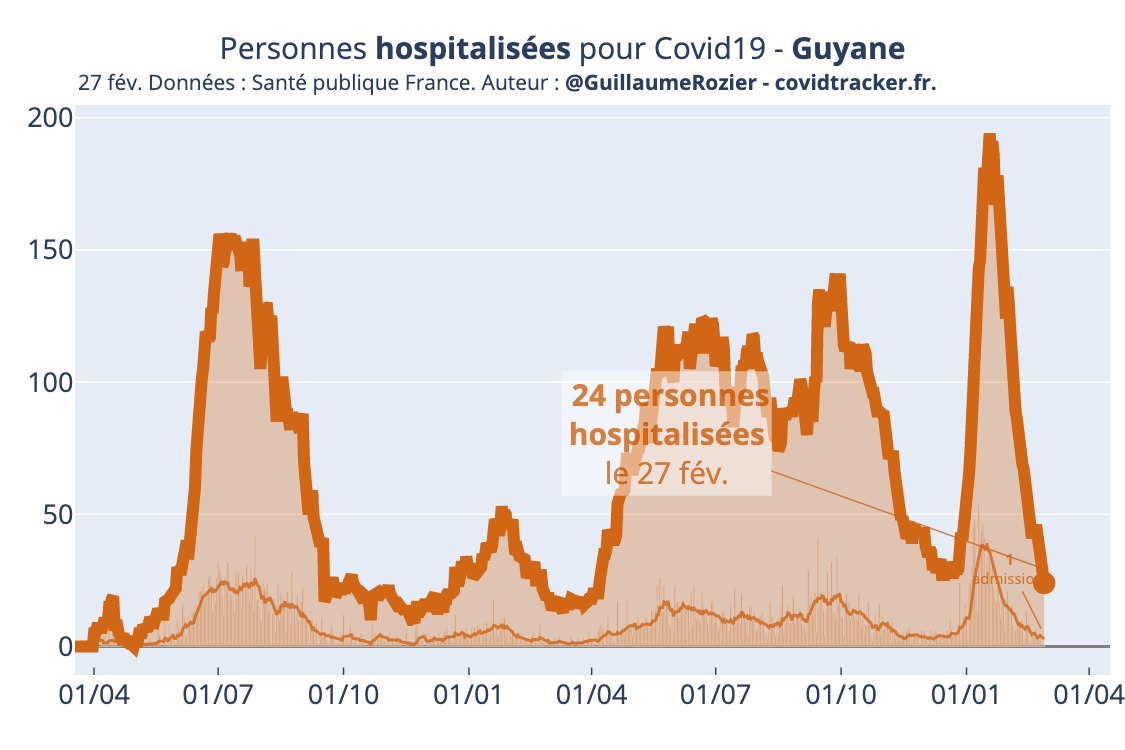 Personnes hospitalisées pour Covid19 - Guyane
27 fév. Données : Santé publique France. Auteur : @GuillaumeRozier - covidtracker.fr.
200
150
100
50
0
24 personnes
hospitalisées
le 27 fév.
1
admission
01/04
01/07
01/10
01/01
01/04
01/07
01/10
01/01
01/04